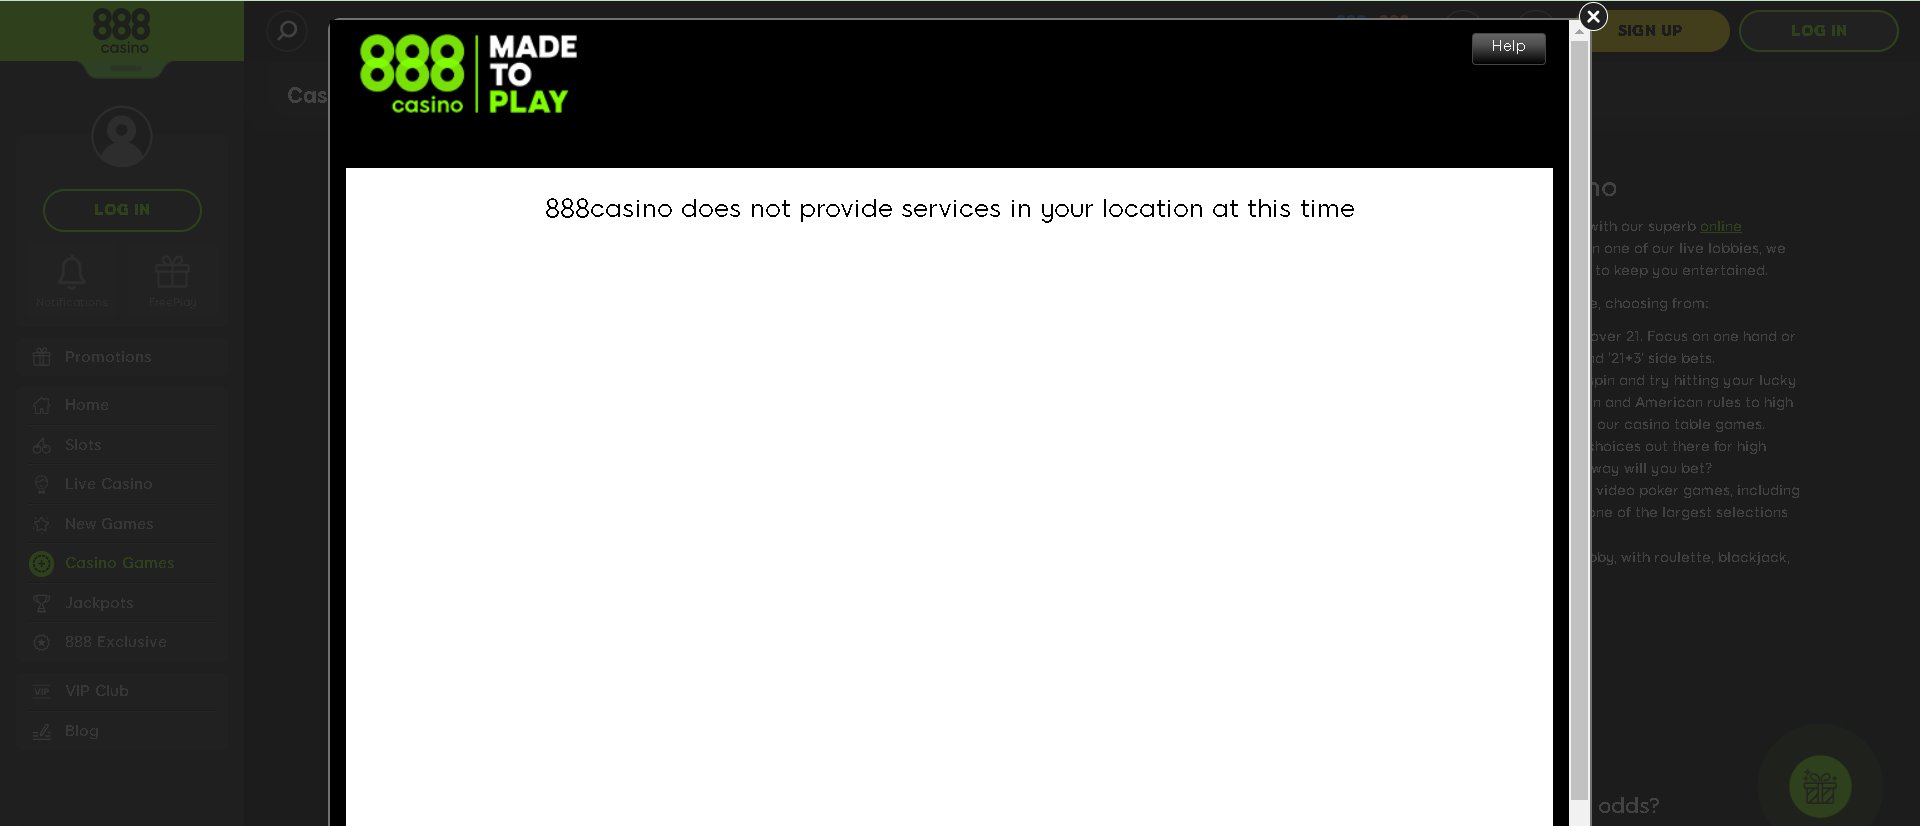 888
casino
SIGN UP
LOG IN
Cas
888 casino
MADE
TO
PLAY
Help
888casino does not provide services in your location at this time
LOG IN
Notifications
FreePlay
Promotions
Home
Slots
Live Casino
New Games
Casino Games
Jackpots
888 Exclusive
VIP
VIP Club
Blog
no
with our superb online
n one of our live lobbies, we
to keep you entertained.
e, choosing from:
over 21. Focus on one hand or
nd '21+3' side bets.
spin and try hitting your lucky
n and American rules to high
our casino table games.
choices out there for high
way will you bet?
video poker games, including
one of the largest selections
bby, with roulette, blackjack,
odds?